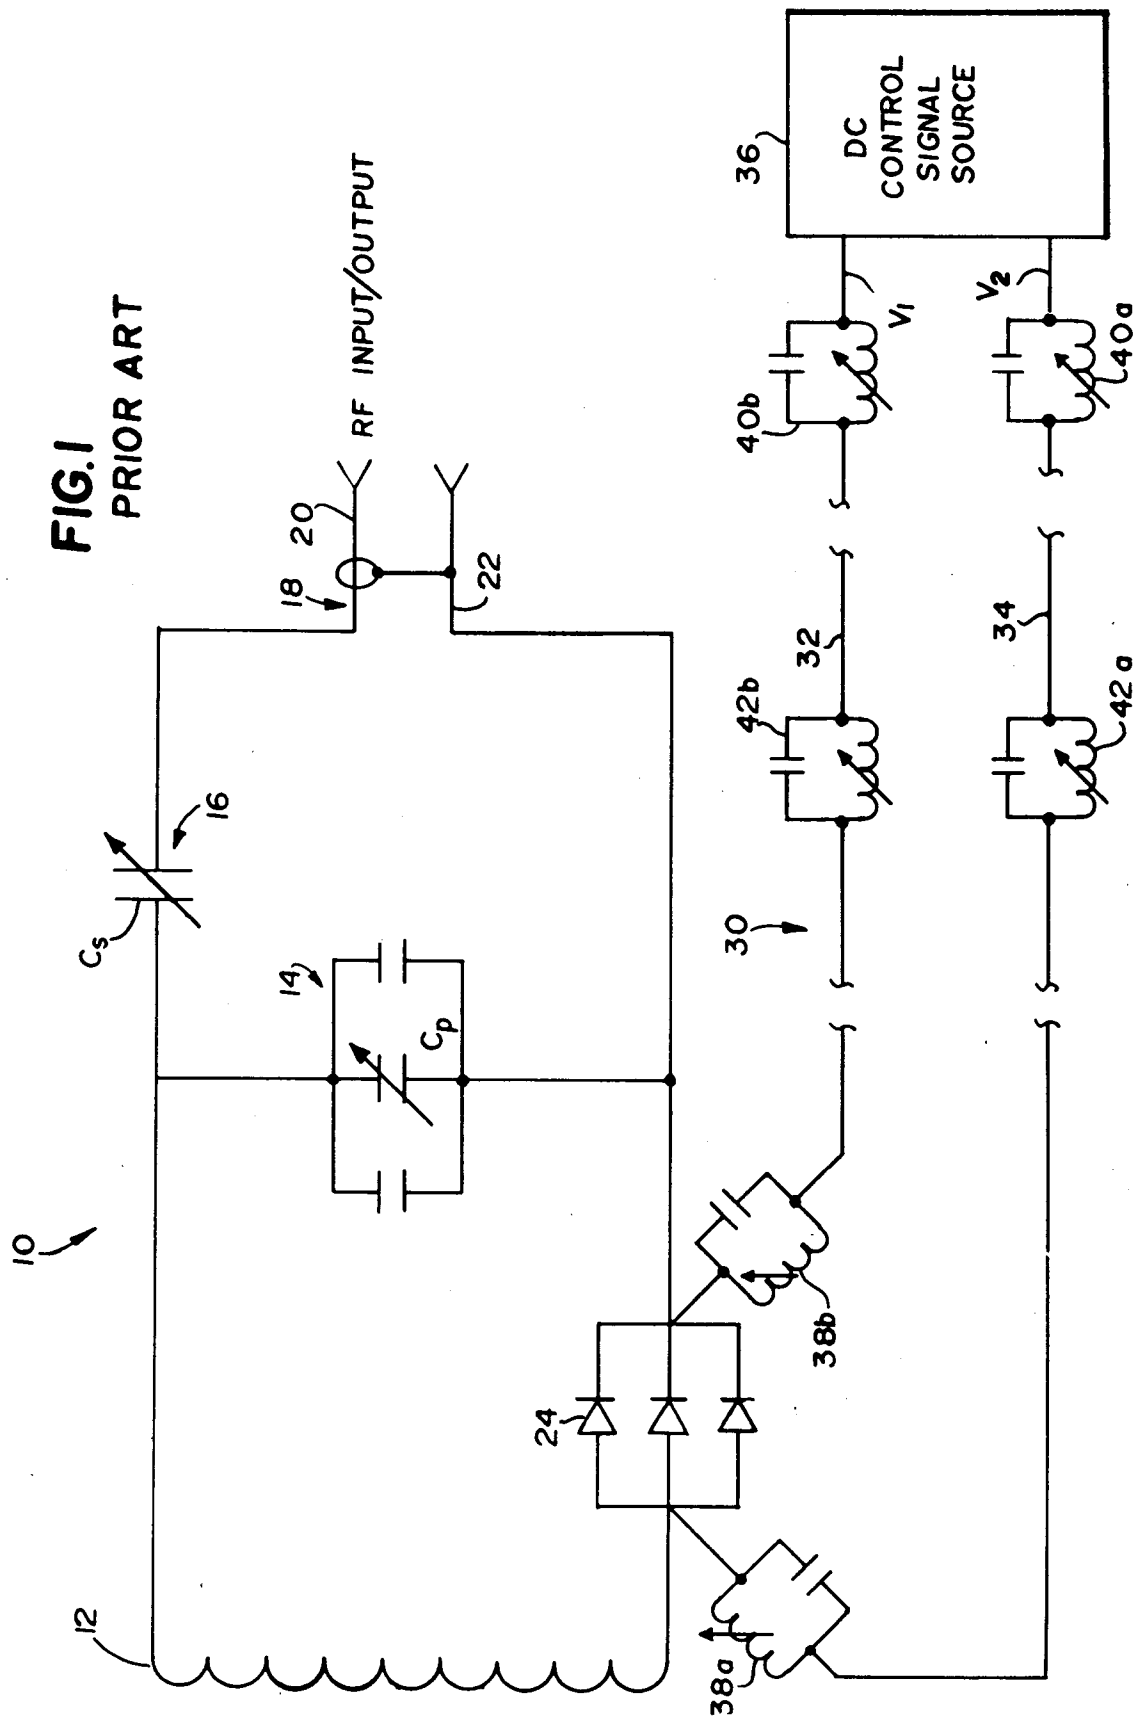 FIG.1
PRIOR ART
10
12
Cs
16
14
Cp
18
20
22
RF INPUT/OUTPUT
24
38a
38b
30
32
34
42b
42a
40b
40a
V1
V2
36
DC
CONTROL
SIGNAL
SOURCE